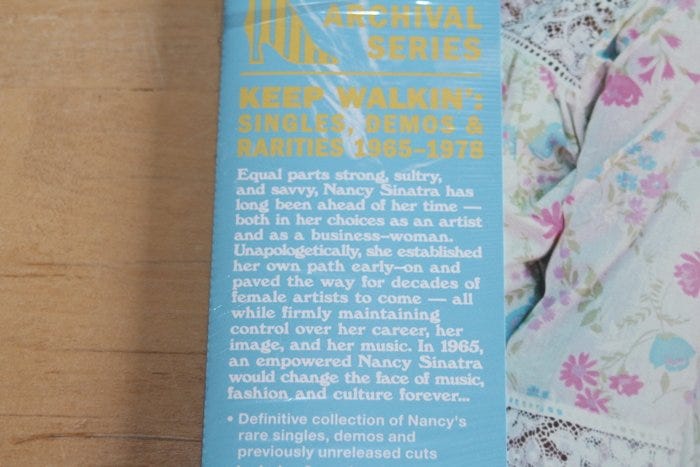 ARCHIVAL
SERIES
KEEP WALKIN':
SINGLES, DEMOS &
RARITIES 1965–1978
Equal parts strong, sultry,
and savvy, Nancy Sinatra has
long been ahead of her time —
both in her choices as an artist
and as a business–woman.
Unapologetically, she established
her own path early–on and
paved the way for decades of
female artists to come — all
while firmly maintaining
control over her career, her
image, and her music. In 1965,
an empowered Nancy Sinatra
would change the face of music,
fashion and culture forever...
• Definitive collection of Nancy's
rare singles, demos and
previously unreleased cuts